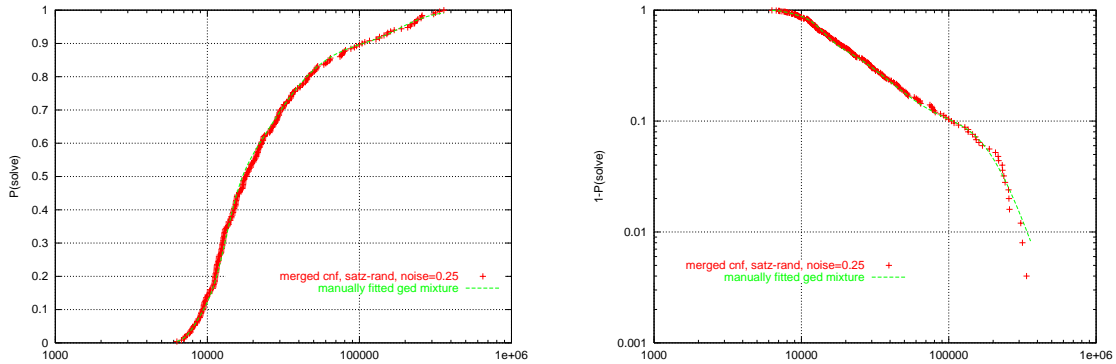 1
0.9
0.8
0.7
0.6
0.5
0.4
0.3
0.2
0.1
0
P(solve)
merged cnf, satz-rand, noise=0.25
manually fitted ged mixture
1000 10000 100000 1e+06
1
0.1
0.01
0.001
1-P(solve)
merged cnf, satz-rand, noise=0.25
manually fitted ged mixture
1000 10000 100000 1e+06